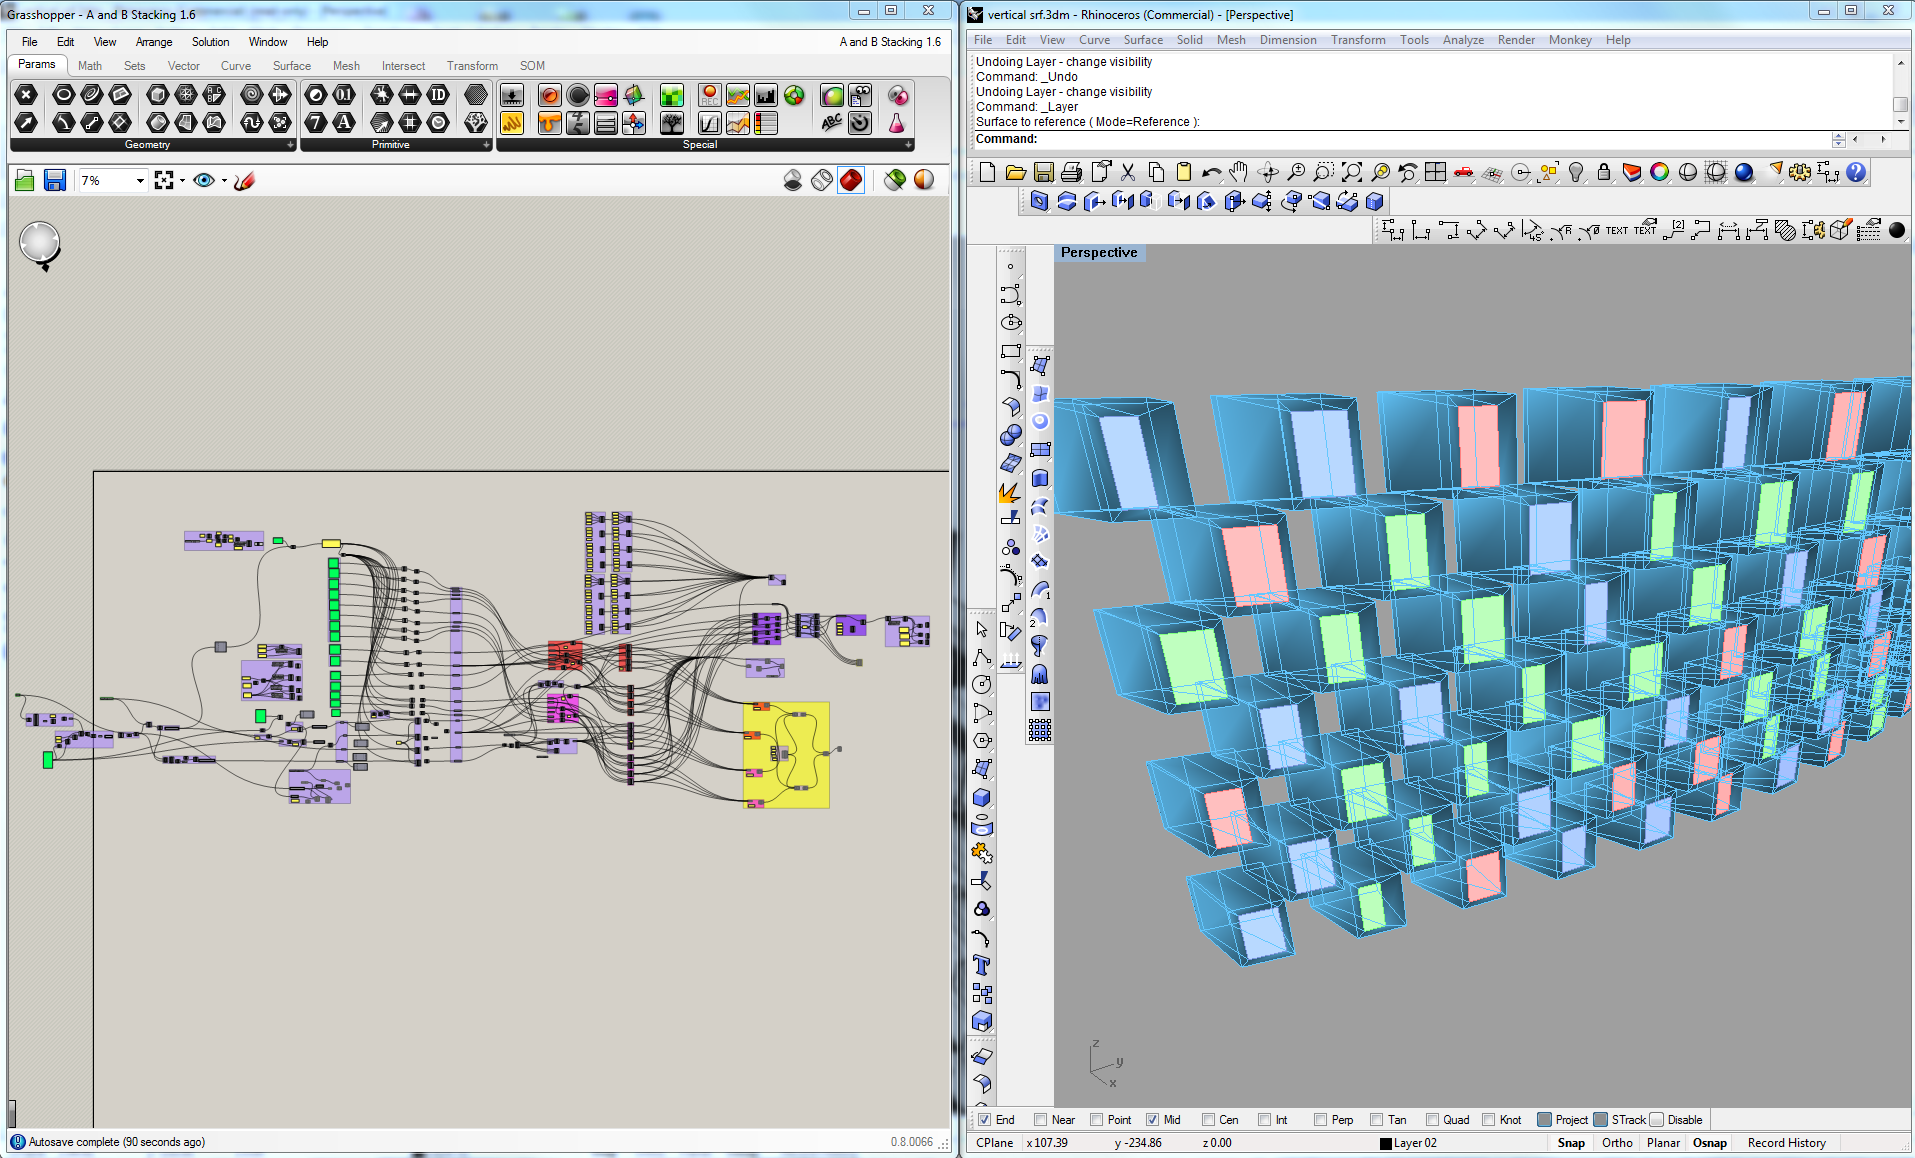 Grasshopper - A and B Stacking 1.6
File Edit View Arrange Solution Window Help
A and B Stacking 1.6
Params Math Sets Vector Curve Surface Mesh Intersect Transform SOM
Geometry
Primitive
Special
7%
Autosave complete (90 seconds ago)
0.8.0066
vertical srf.3dm - Rhinoceros (Commercial) - [Perspective]
File Edit View Curve Surface Solid Mesh Dimension Transform Tools Analyze Render Monkey Help
Undoing Layer - change visibility
Command: _Undo
Undoing Layer - change visibility
Command: _Layer
Surface to reference ( Mode=Reference ):
Command:
TEXT TEXT
Perspective
z
y
x
End Near Point Mid Cen Int Perp Tan Quad Knot Project STrack Disable
CPlane x 107.39 y -234.86 z 0.00 Layer 02 Snap Ortho Planar Osnap Record History